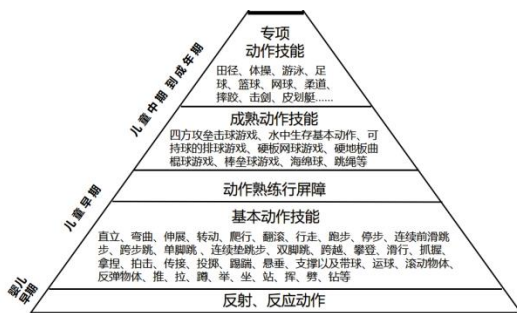 专项
动作技能
田径、体操、游泳、足
球、篮球、网球、柔道、
摔跤、击剑、皮划艇......
成熟动作技能
四方攻垒击球游戏、水中生存基本动作、可
持球的排球游戏、硬板网球游戏、硬地板曲
棍球游戏、棒垒球游戏、海绵球、跳绳等
动作熟练行屏障
基本动作技能
直立、弯曲、伸展、转动、爬行、翻滚、行走、跑步、停步、连续前滑跳
步、跨步跳、单脚跳、连续垫跳步、双脚跳、跨越、攀登、滑行、抓握、
拿捏、拍击、传接、投掷、踢踹、悬垂、支撑以及带球、运球、滚动物体、
反弹物体、推、拉、蹲、举、坐、站、挥、劈、钻等
反射、反应动作
儿童中期 到成年期
儿童早期
婴儿
早期